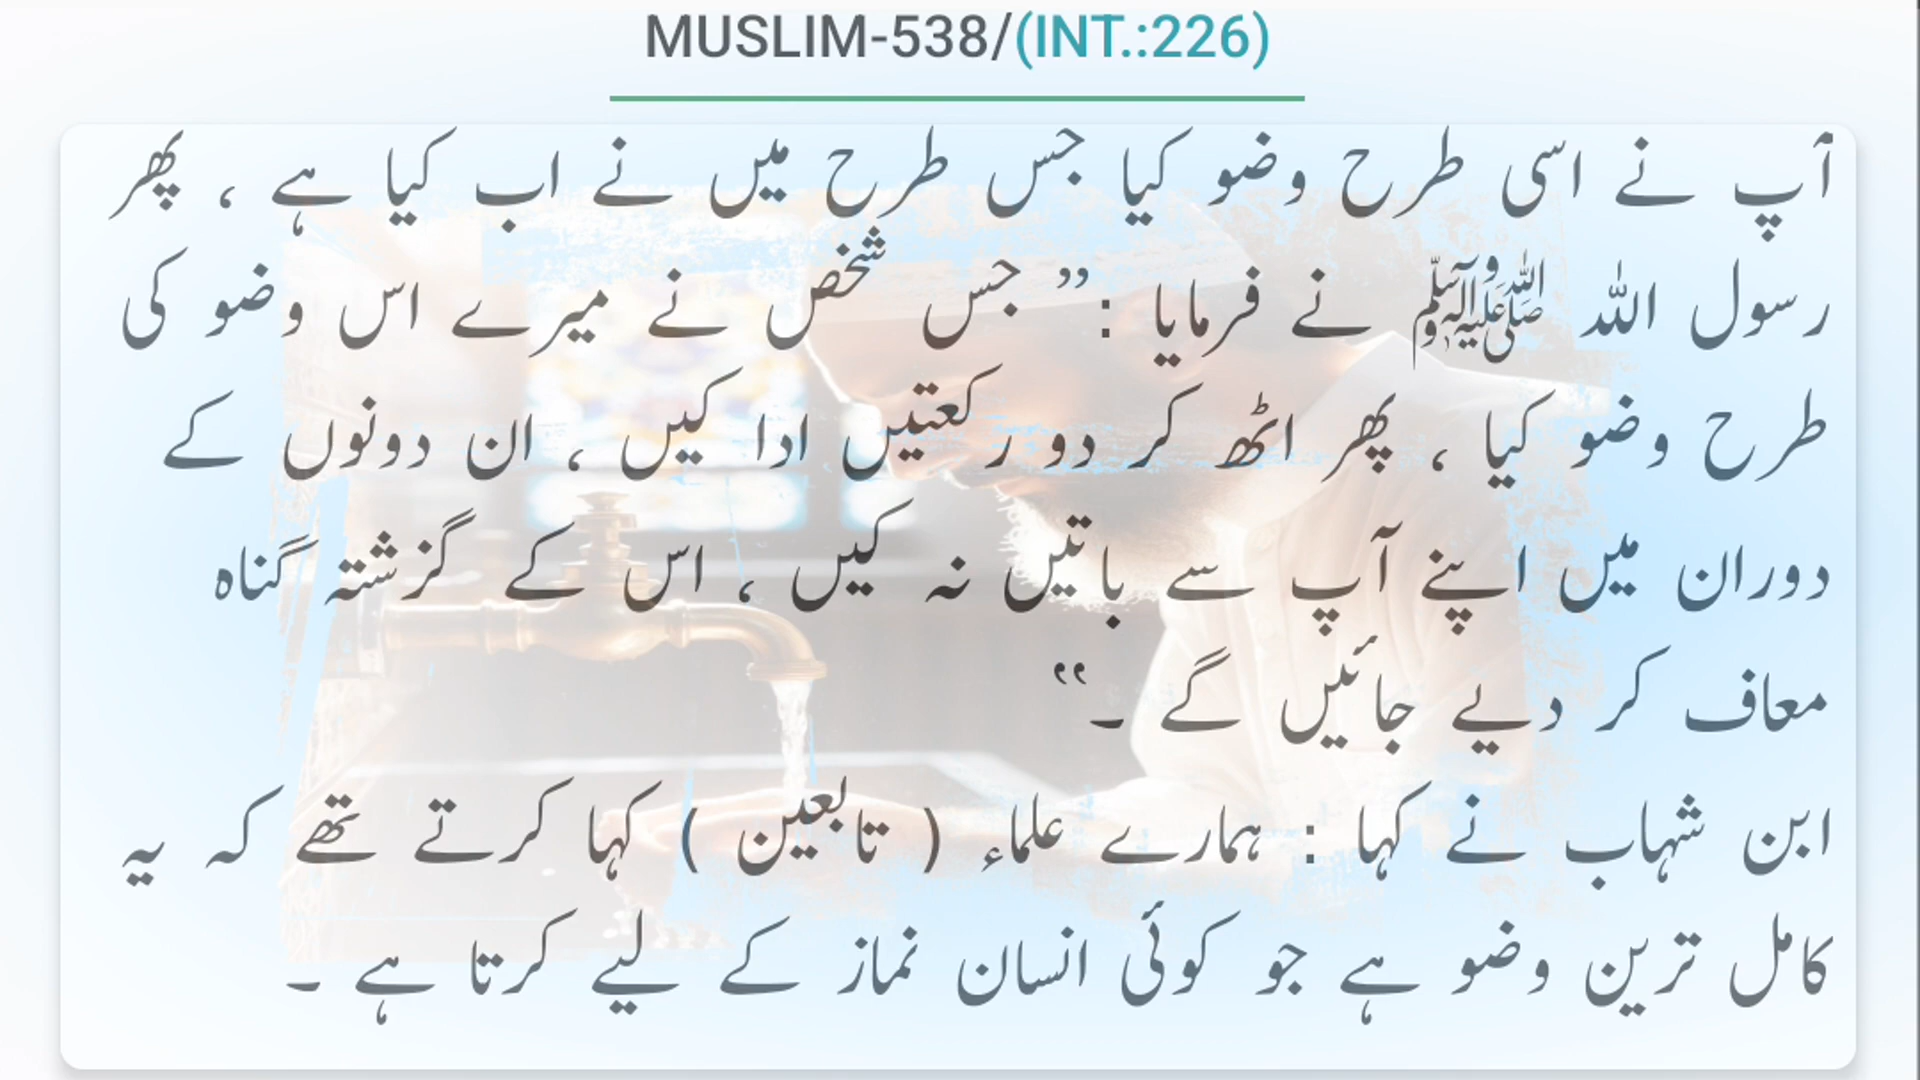 MUSLIM-538/(INT.:226)
آپ نے اسی طرح وضو کیا جس طرح میں نے اب کیا ہے ، پھر
رسول اللہ ﷺ نے فرمایا :’’ جس شخص نے میرے اس وضو کی
طرح وضو کیا ، پھر اٹھ کر دو رکعتیں ادا کیں ، ان دونوں کے
دوران میں اپنے آپ سے باتیں نہ کیں ، اس کے گزشتہ گناہ
معاف کر دیے جائیں گے ۔‘‘
ابن شہاب نے کہا : ہمارے علماء ( تابعین ) کہا کرتے تھے کہ یہ
کامل ترین وضو ہے جو کوئی انسان نماز کے لیے کرتا ہے ۔